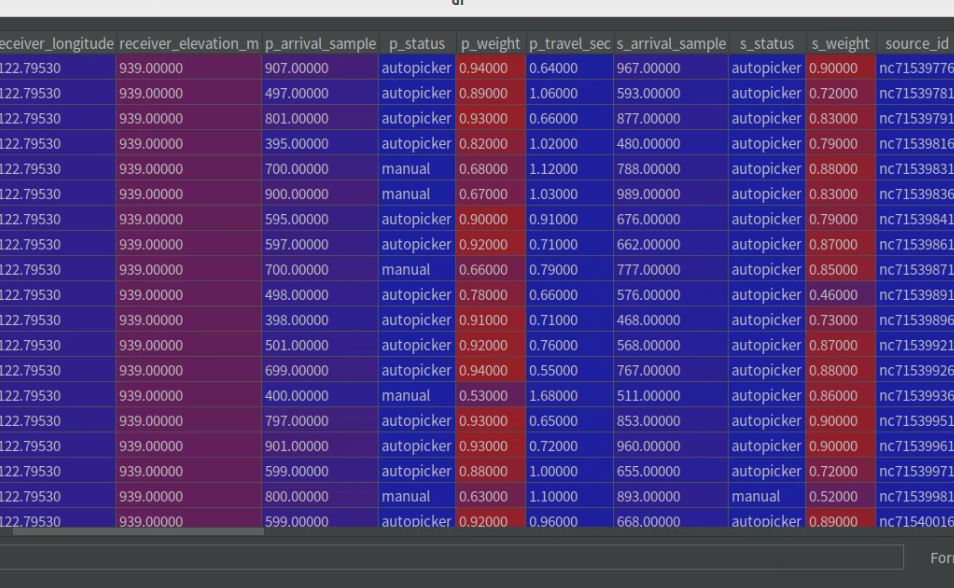 df
eceiver_longitude receiver_elevation_m p_arrival_sample p_status p_weight p_travel_sec s_arrival_sample s_status s_weight source_id
122.79530 939.00000 907.00000 autopicker 0.94000 0.64000 967.00000 autopicker 0.90000 nc71539776
122.79530 939.00000 497.00000 autopicker 0.89000 1.06000 593.00000 autopicker 0.72000 nc71539781
122.79530 939.00000 801.00000 autopicker 0.93000 0.66000 877.00000 autopicker 0.83000 nc71539791
122.79530 939.00000 395.00000 autopicker 0.82000 1.02000 480.00000 autopicker 0.79000 nc71539816
122.79530 939.00000 700.00000 manual 0.68000 1.12000 788.00000 autopicker 0.88000 nc71539831
122.79530 939.00000 900.00000 manual 0.67000 1.03000 989.00000 autopicker 0.83000 nc71539836
122.79530 939.00000 595.00000 autopicker 0.90000 0.91000 676.00000 autopicker 0.79000 nc71539841
122.79530 939.00000 597.00000 autopicker 0.92000 0.71000 662.00000 autopicker 0.87000 nc71539861
122.79530 939.00000 700.00000 manual 0.66000 0.79000 777.00000 autopicker 0.85000 nc71539871
122.79530 939.00000 498.00000 autopicker 0.78000 0.66000 576.00000 autopicker 0.46000 nc71539891
122.79530 939.00000 398.00000 autopicker 0.91000 0.71000 468.00000 autopicker 0.73000 nc71539896
122.79530 939.00000 501.00000 autopicker 0.92000 0.76000 568.00000 autopicker 0.87000 nc71539921
122.79530 939.00000 699.00000 autopicker 0.94000 0.55000 767.00000 autopicker 0.88000 nc71539926
122.79530 939.00000 400.00000 manual 0.53000 1.68000 511.00000 autopicker 0.86000 nc71539936
122.79530 939.00000 797.00000 autopicker 0.93000 0.65000 853.00000 autopicker 0.90000 nc71539951
122.79530 939.00000 901.00000 autopicker 0.93000 0.72000 960.00000 autopicker 0.90000 nc71539961
122.79530 939.00000 599.00000 autopicker 0.88000 1.00000 655.00000 autopicker 0.72000 nc71539971
122.79530 939.00000 800.00000 manual 0.63000 1.10000 893.00000 manual 0.52000 nc71539981
122.79530 939.00000 599.00000 autopicker 0.92000 0.96000 668.00000 autopicker 0.89000 nc71540016
For